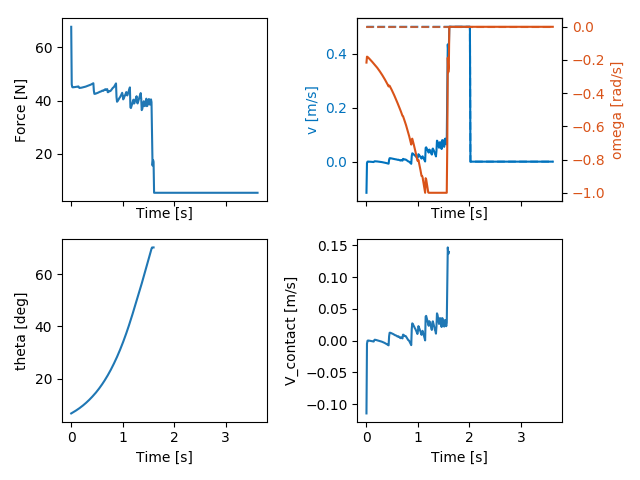 60
40
20
Force [N]
Time [s]
0.4
0.2
0.0
v [m/s]
0.0
−0.2
−0.4
−0.6
−0.8
−1.0
omega [rad/s]
Time [s]
60
40
20
theta [deg]
0 1 2 3
Time [s]
0.15
0.10
0.05
0.00
−0.05
−0.10
V_contact [m/s]
0 1 2 3
Time [s]